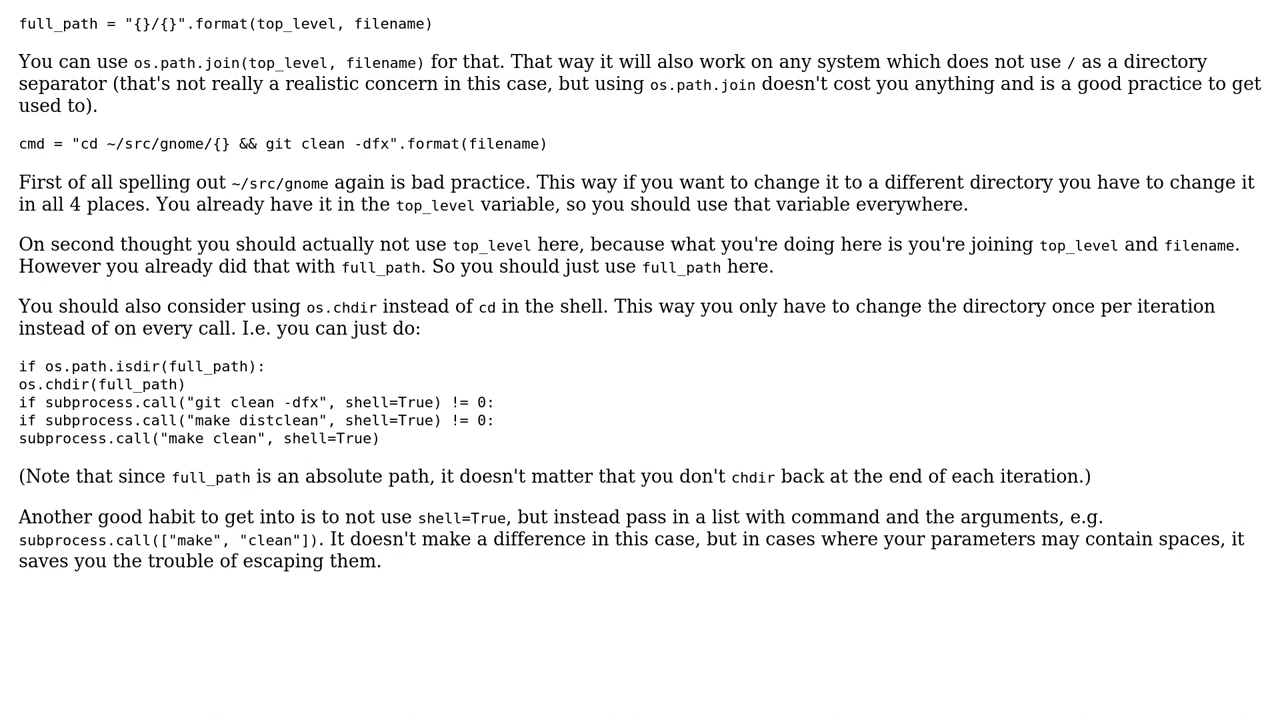 full_path = "{}/{}".format(top_level, filename)
You can use os.path.join(top_level, filename) for that. That way it will also work on any system which does not use / as a directory
separator (that's not really a realistic concern in this case, but using os.path.join doesn't cost you anything and is a good practice to get
used to).
cmd = "cd ~/src/gnome/{} && git clean -dfx".format(filename)
First of all spelling out ~/src/gnome again is bad practice. This way if you want to change it to a different directory you have to change it
in all 4 places. You already have it in the top_level variable, so you should use that variable everywhere.
On second thought you should actually not use top_level here, because what you're doing here is you're joining top_level and filename.
However you already did that with full_path. So you should just use full_path here.
You should also consider using os.chdir instead of cd in the shell. This way you only have to change the directory once per iteration
instead of on every call. I.e. you can just do:
if os.path.isdir(full_path):
os.chdir(full_path)
if subprocess.call("git clean -dfx", shell=True) != 0:
if subprocess.call("make distclean", shell=True) != 0:
subprocess.call("make clean", shell=True)
(Note that since full_path is an absolute path, it doesn't matter that you don't chdir back at the end of each iteration.)
Another good habit to get into is to not use shell=True, but instead pass in a list with command and the arguments, e.g.
subprocess.call(["make", "clean"]). It doesn't make a difference in this case, but in cases where your parameters may contain spaces, it
saves you the trouble of escaping them.